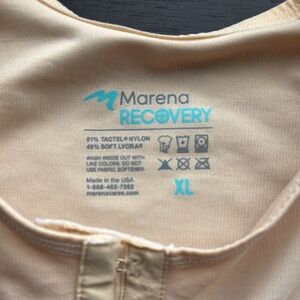 Marena
RECOVERY
51% TACTEL® NYLON
49% SOFT LYCRA®
WASH INSIDE OUT WITH
LIKE COLORS. DO NOT
USE FABRIC SOFTENER.
Made in the USA
1-888-462-7362
marenacares.com
XL